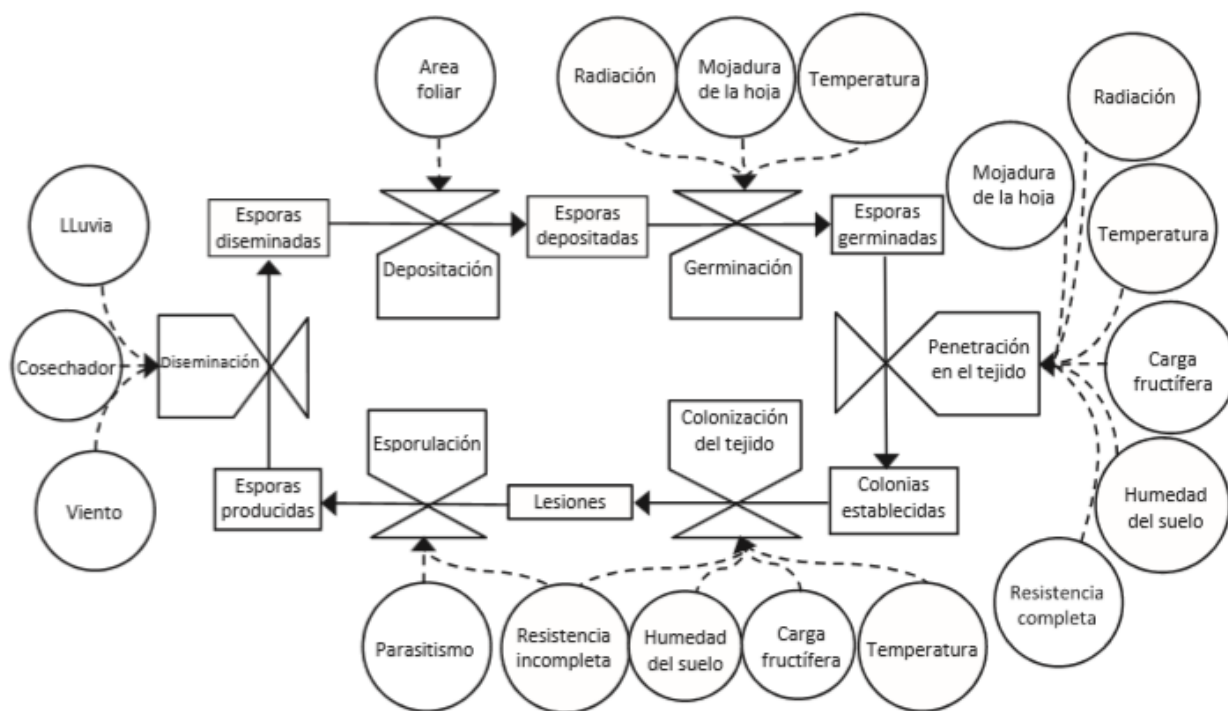 Area
foliar
Radiación
Mojadura
de la hoja
Temperatura
Radiación
Mojadura
de la hoja
LLuvia
Esporas
diseminadas
Esporas
depositadas
Esporas
germinadas
Temperatura
Depositación
Germinación
Cosechador
Diseminación
Penetración
en el tejido
Carga
fructífera
Esporulación
Colonización
del tejido
Viento
Esporas
producidas
Lesiones
Colonias
establecidas
Humedad
del suelo
Resistencia
completa
Parasitismo
Resistencia
incompleta
Humedad
del suelo
Carga
fructífera
Temperatura